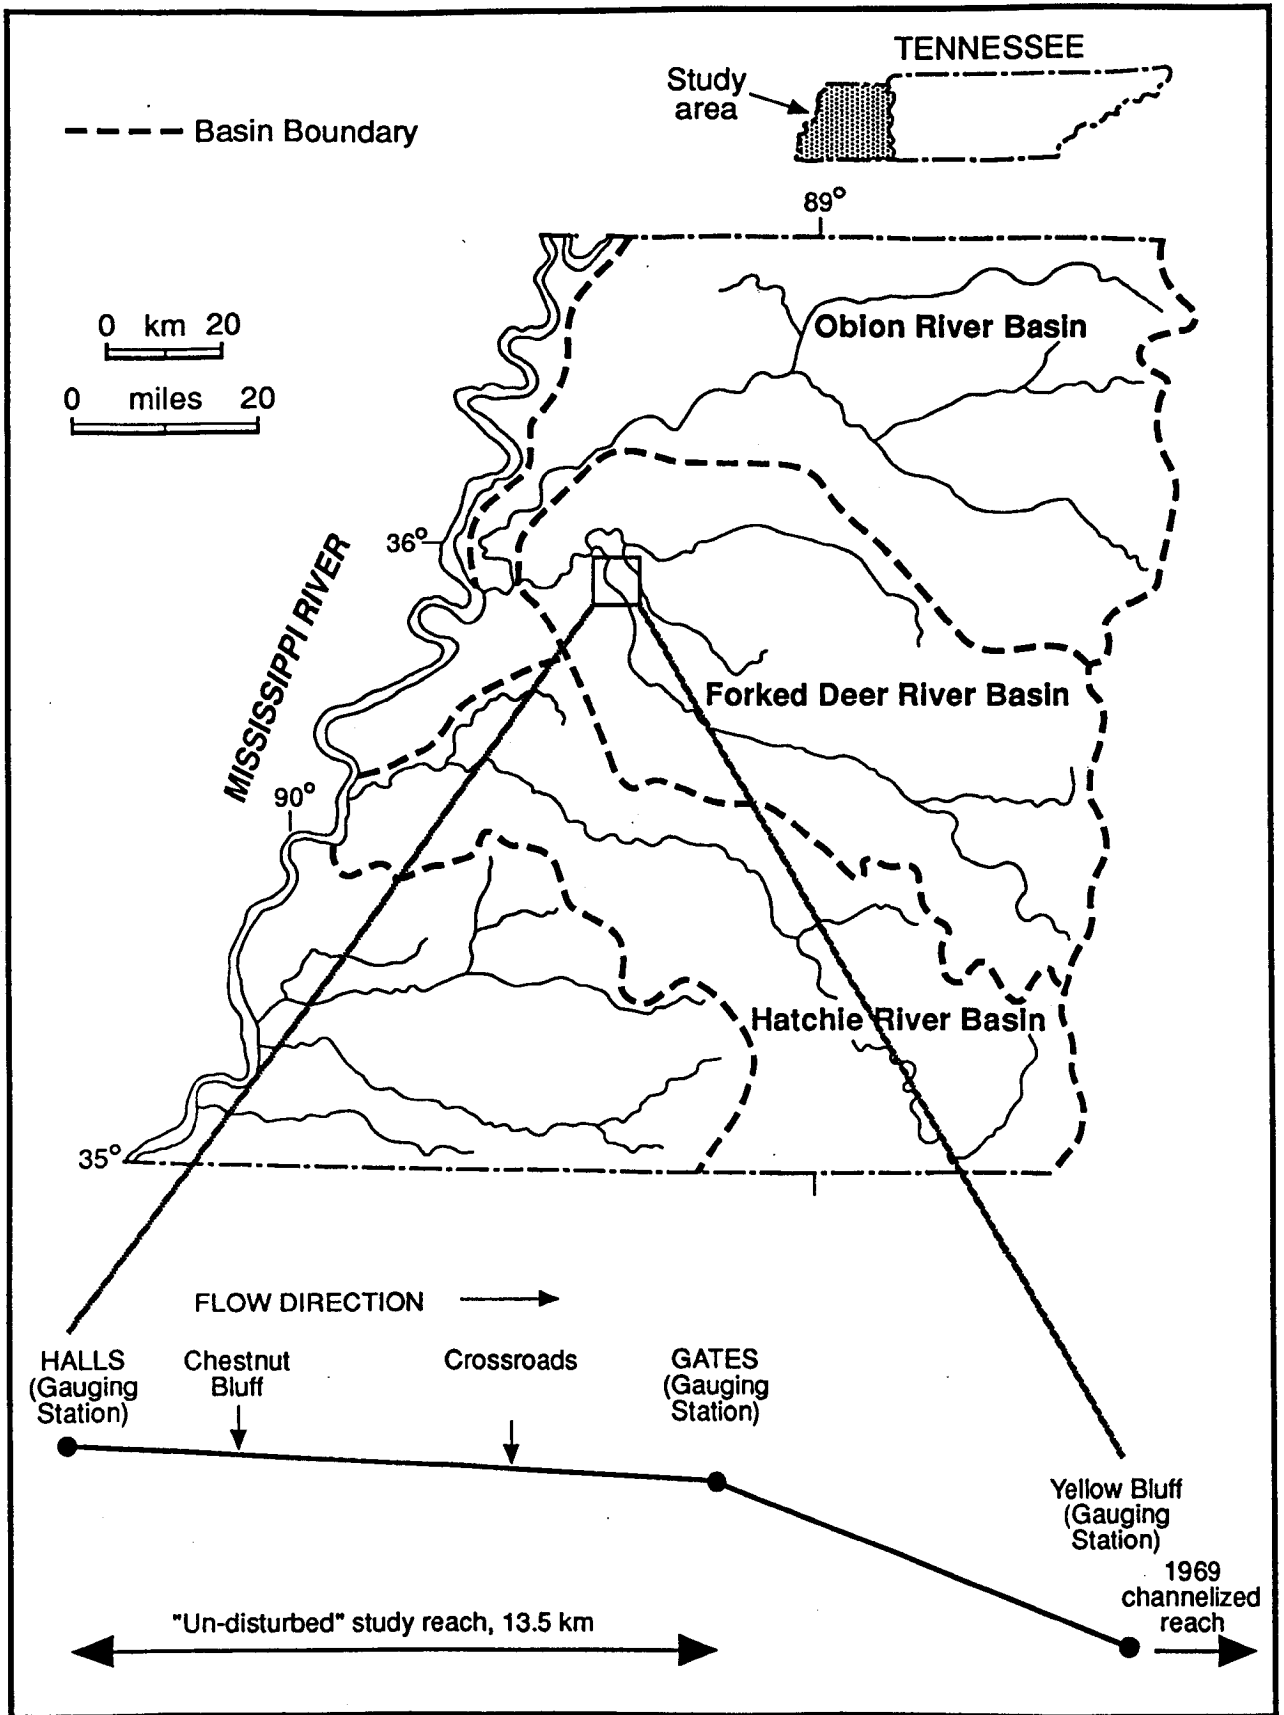 TENNESSEE
Study
area
Basin Boundary
89°
0 km 20
0 miles 20
Obion River Basin
36°
MISSISSIPPI RIVER
Forked Deer River Basin
90°
Hatchie River Basin
35°
FLOW DIRECTION
HALLS
(Gauging
Station)
Chestnut
Bluff
Crossroads
GATES
(Gauging
Station)
Yellow Bluff
(Gauging
Station)
1969
channelized
reach
"Un-disturbed" study reach, 13.5 km